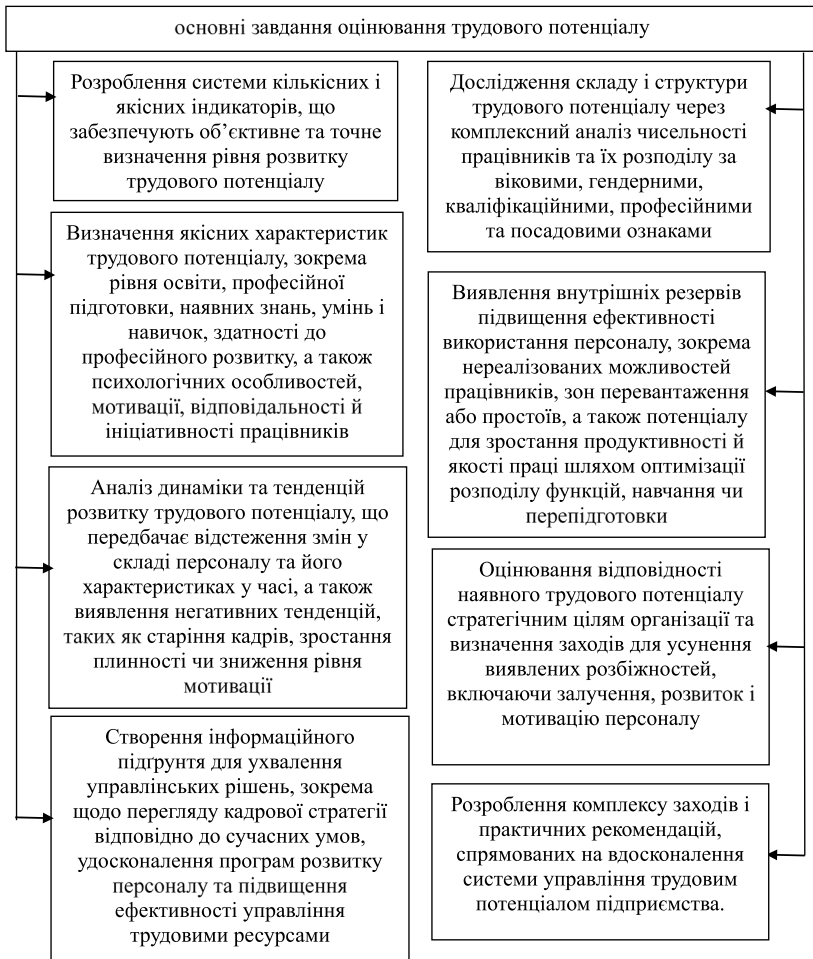 основні завдання оцінювання трудового потенціалу
Розроблення системи кількісних і
якісних індикаторів, що
забезпечують об’єктивне та точне
визначення рівня розвитку
трудового потенціалу
Визначення якісних характеристик
трудового потенціалу, зокрема
рівня освіти, професійної
підготовки, наявних знань, умінь і
навичок, здатності до
професійного розвитку, а також
психологічних особливостей,
мотивації, відповідальності й
ініціативності працівників
Аналіз динаміки та тенденцій
розвитку трудового потенціалу, що
передбачає відстеження змін у
складі персоналу та його
характеристиках у часі, а також
виявлення негативних тенденцій,
таких як старіння кадрів, зростання
плинності чи зниження рівня
мотивації
Створення інформаційного
підґрунтя для ухвалення
управлінських рішень, зокрема
щодо перегляду кадрової стратегії
відповідно до сучасних умов,
удосконалення програм розвитку
персоналу та підвищення
ефективності управління
трудовими ресурсами
Дослідження складу і структури
трудового потенціалу через
комплексний аналіз чисельності
працівників та їх розподілу за
віковими, гендерними,
кваліфікаційними, професійними
та посадовими ознаками
Виявлення внутрішніх резервів
підвищення ефективності
використання персоналу, зокрема
нереалізованих можливостей
працівників, зон перевантаження
або простоїв, а також потенціалу
для зростання продуктивності й
якості праці шляхом оптимізації
розподілу функцій, навчання чи
перепідготовки
Оцінювання відповідності
наявного трудового потенціалу
стратегічним цілям організації та
визначення заходів для усунення
виявлених розбіжностей,
включаючи залучення, розвиток і
мотивацію персоналу
Розроблення комплексу заходів і
практичних рекомендацій,
спрямованих на вдосконалення
системи управління трудовим
потенціалом підприємства.